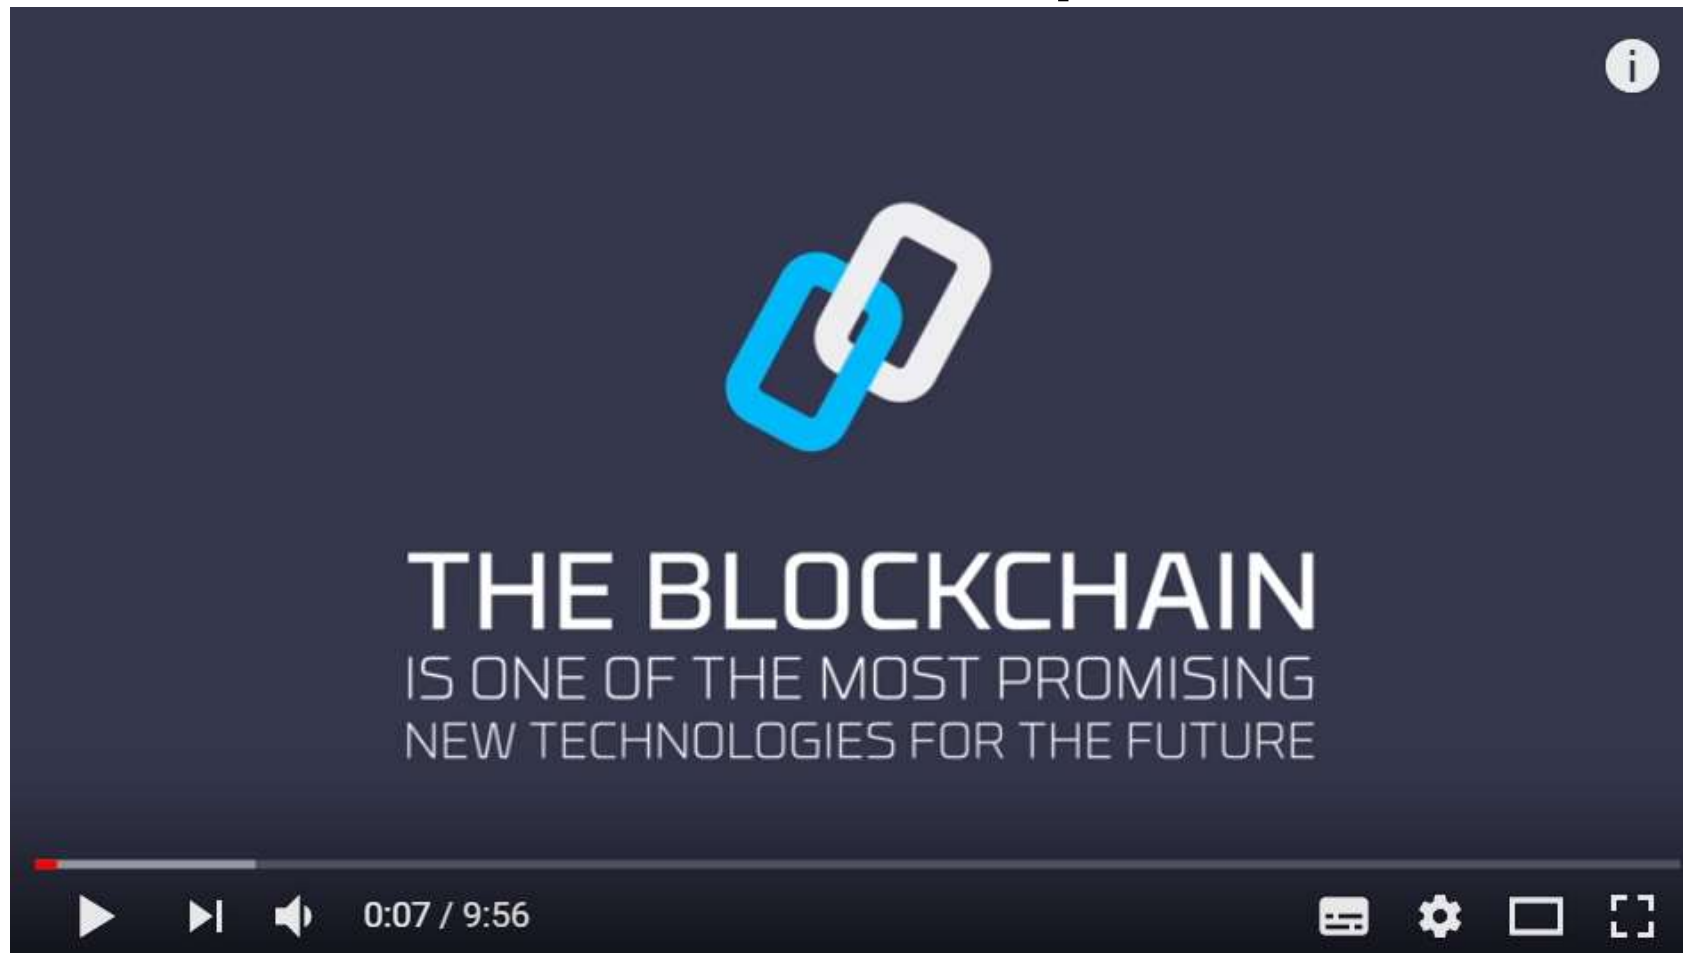 i
THE BLOCKCHAIN
IS ONE OF THE MOST PROMISING
NEW TECHNOLOGIES FOR THE FUTURE
0:07 / 9:56